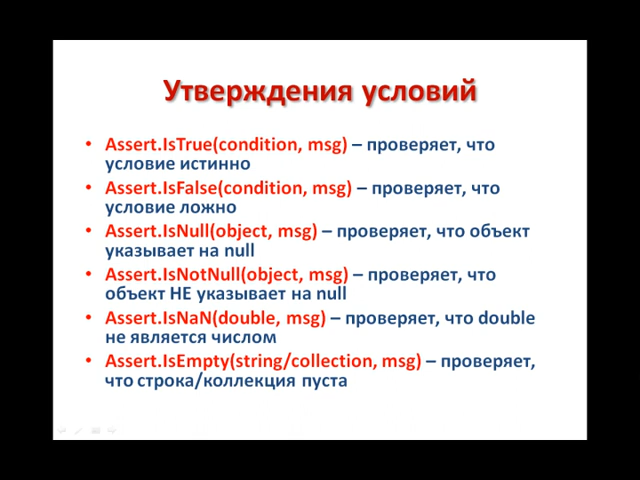 Утверждения условий
• Assert.IsTrue(condition, msg) – проверяет, что
условие истинно
• Assert.IsFalse(condition, msg) – проверяет, что
условие ложно
• Assert.IsNull(object, msg) – проверяет, что объект
указывает на null
• Assert.IsNotNull(object, msg) – проверяет, что
объект НЕ указывает на null
• Assert.IsNaN(double, msg) – проверяет, что double
не является числом
• Assert.IsEmpty(string/collection, msg) – проверяет,
что строка/коллекция пуста